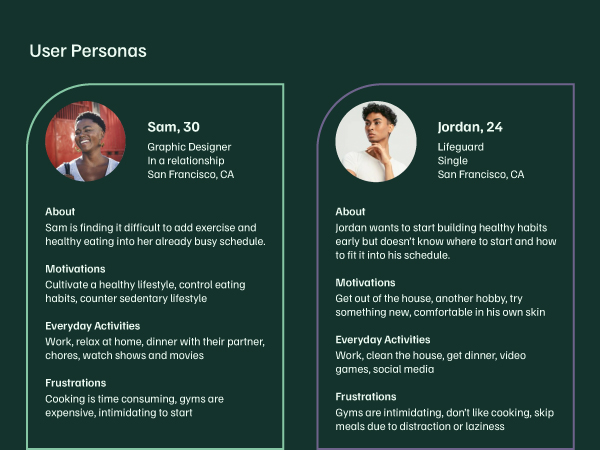 User Personas
Sam, 30
Graphic Designer
In a relationship
San Francisco, CA
About
Sam is finding it difficult to add exercise and
healthy eating into her already busy schedule.
Motivations
Cultivate a healthy lifestyle, control eating
habits, counter sedentary lifestyle
Everyday Activities
Work, relax at home, dinner with their partner,
chores, watch shows and movies
Frustrations
Cooking is time consuming, gyms are
expensive, intimidating to start
Jordan, 24
Lifeguard
Single
San Francisco, CA
About
Jordan wants to start building healthy habits
early but doesn't know where to start and how
to fit it into his schedule.
Motivations
Get out of the house, another hobby, try
something new, comfortable in his own skin
Everyday Activities
Work, clean the house, get dinner, video
games, social media
Frustrations
Gyms are intimidating, don't like cooking, skip
meals due to distraction or laziness